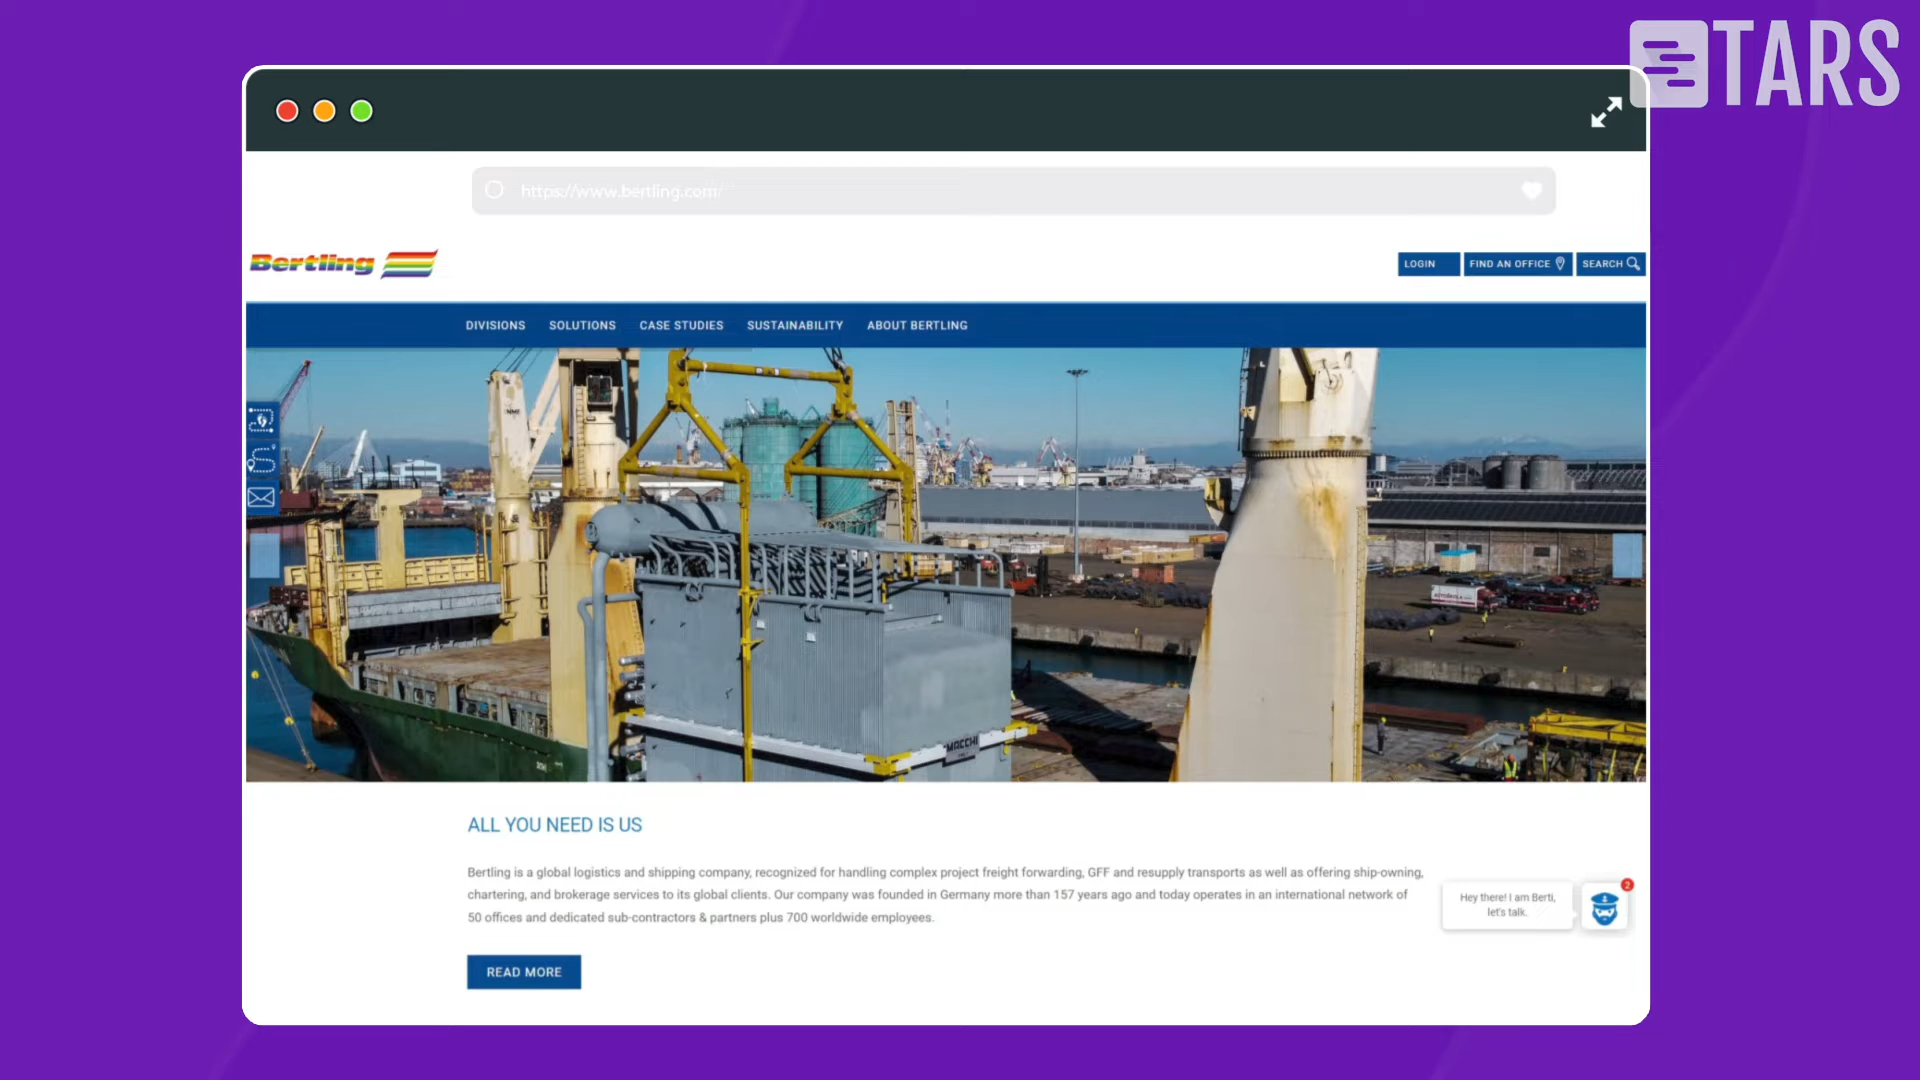 TARS
https://www.bertling.com/
Bertling
LOGIN
FIND AN OFFICE
SEARCH
DIVISIONS
SOLUTIONS
CASE STUDIES
SUSTAINABILITY
ABOUT BERTLING
MACCHI
ALL YOU NEED IS US
Bertling is a global logistics and shipping company, recognized for handling complex project freight forwarding, GFF and resupply transports as well as offering ship-owning,
chartering, and brokerage services to its global clients. Our company was founded in Germany more than 157 years ago and today operates in an international network of
50 offices and dedicated sub-contractors & partners plus 700 worldwide employees.
Hey there! I am Berti,
let's talk.
2
READ MORE